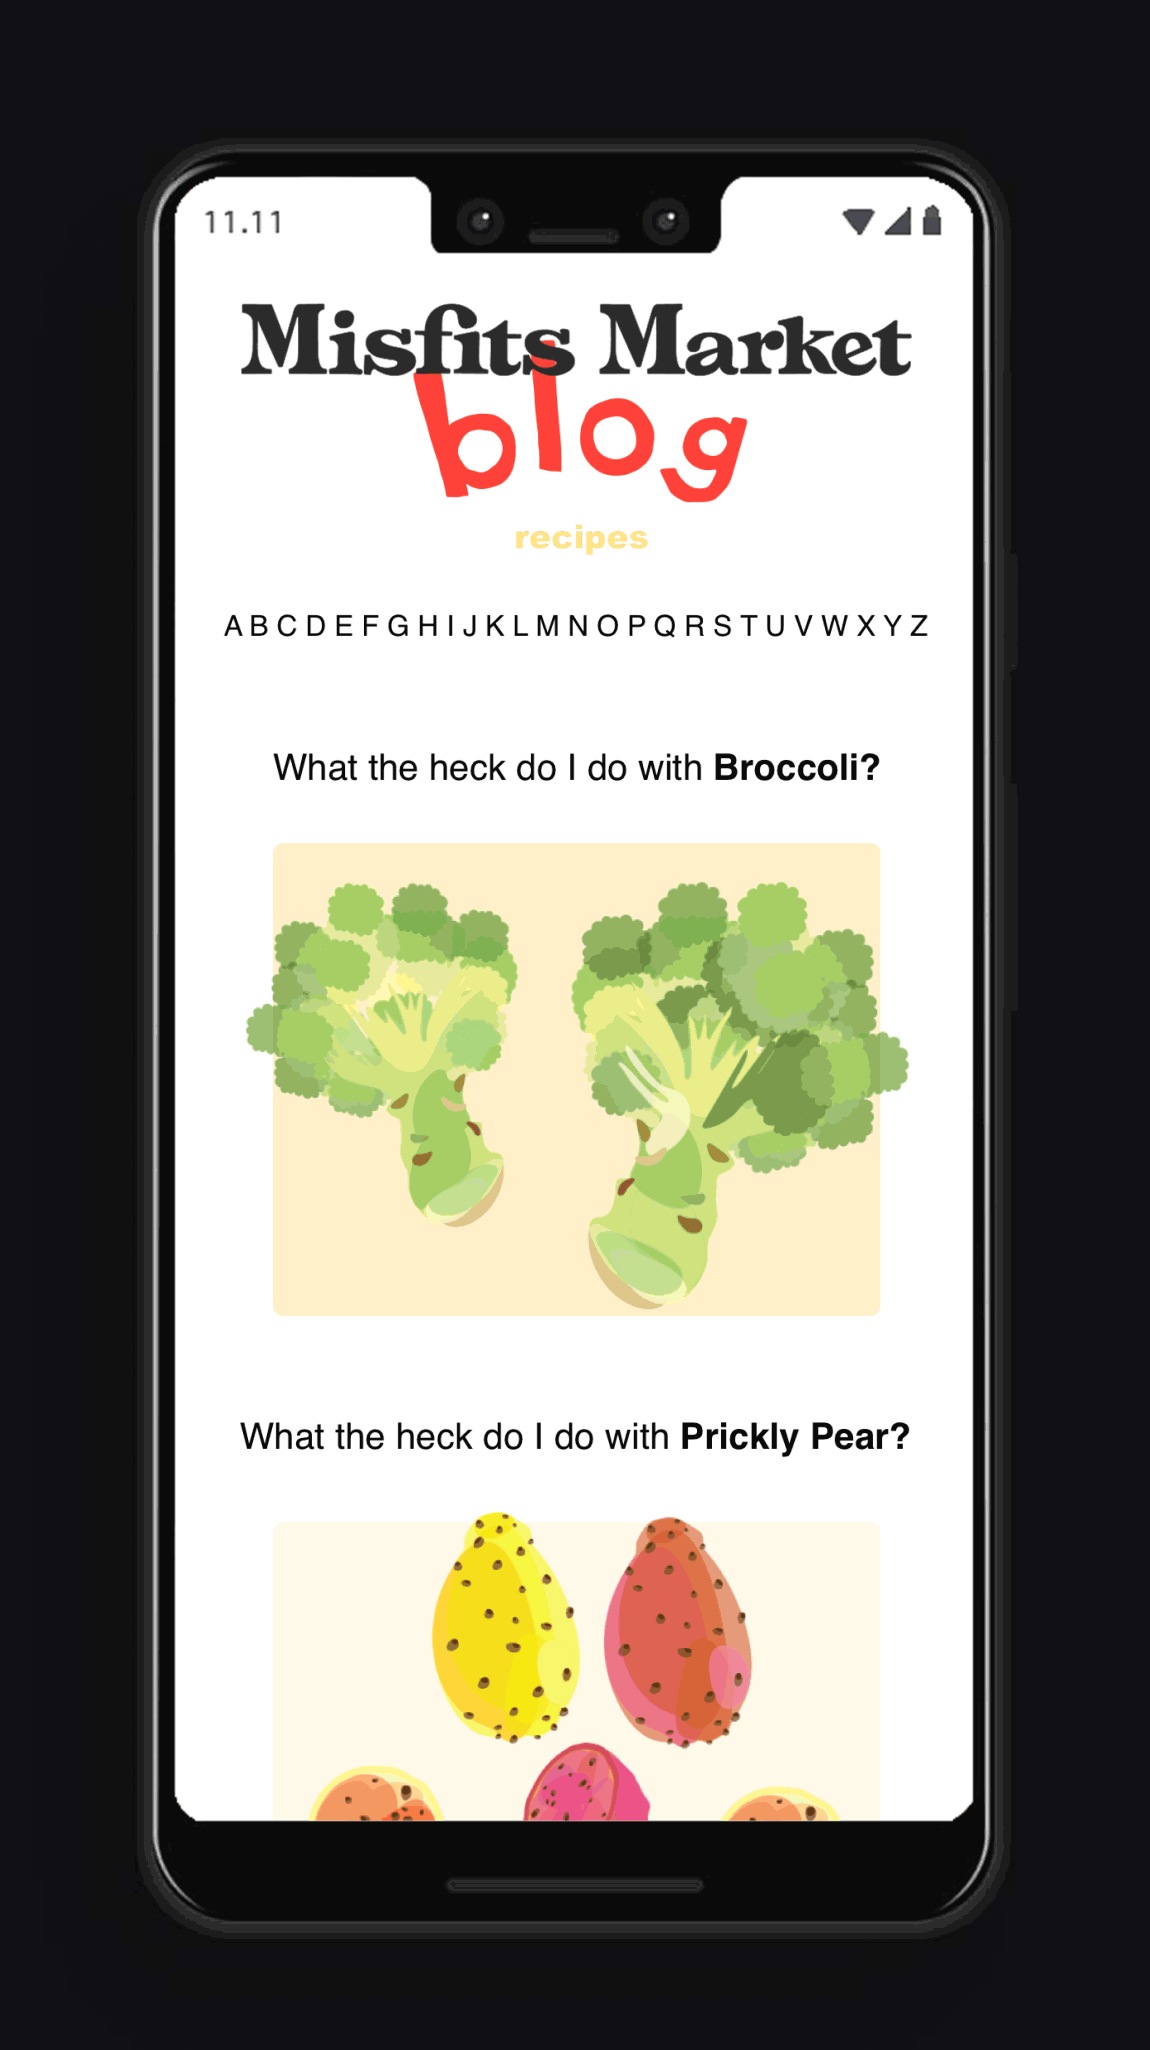 11.11
Misfits Market
blog
recipes
A B C D E F G H I J K L M N O P Q R S T U V W X Y Z
What the heck do I do with Broccoli?
What the heck do I do with Prickly Pear?